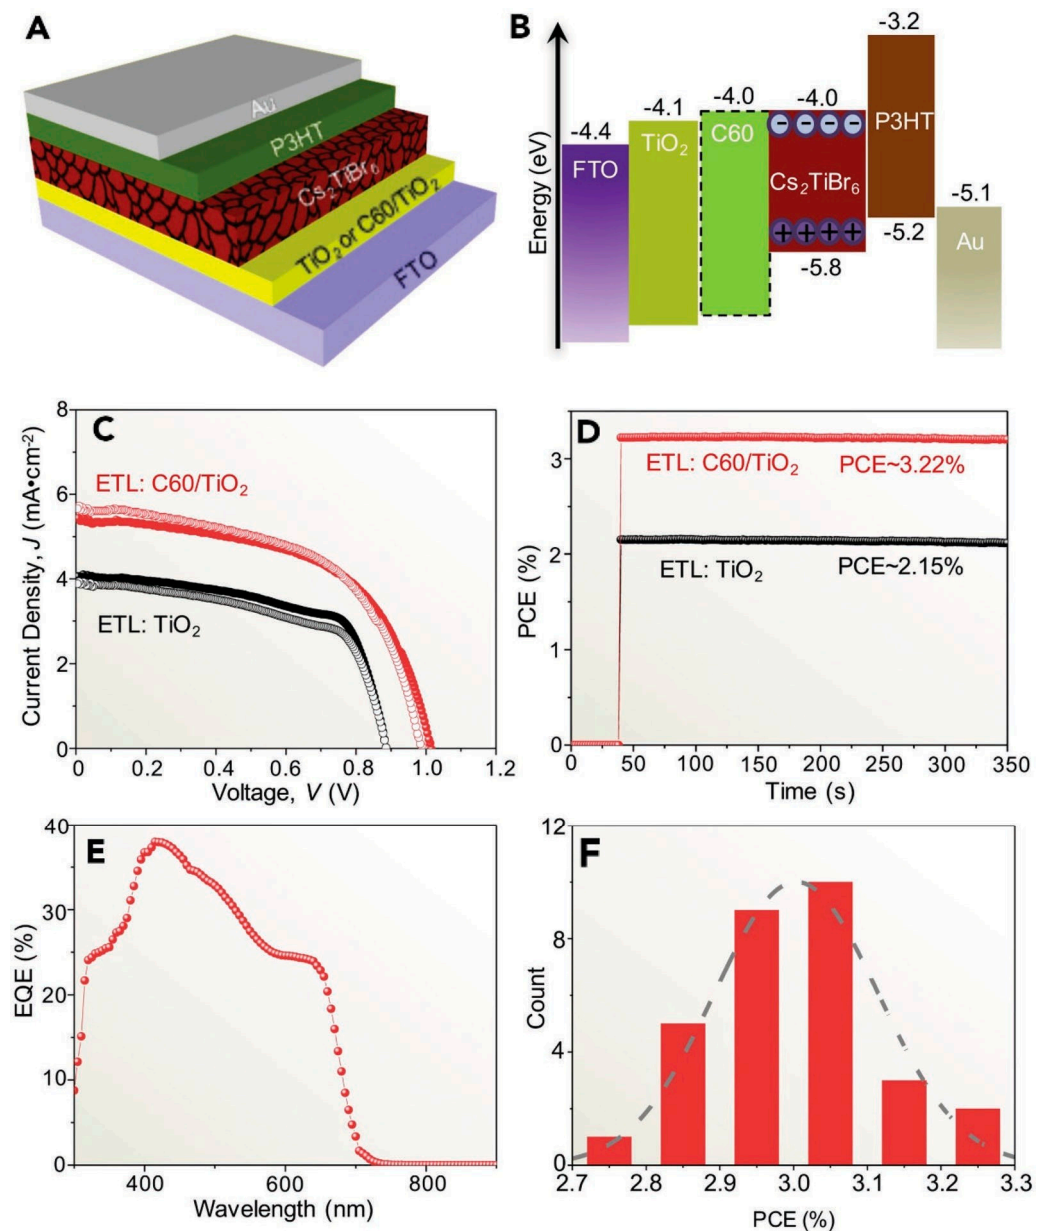 A
Au
P3HT
Cs₂TiBr₆
TiO₂ or C60/TiO₂
FTO
B
Energy (eV)
-4.4
FTO
-4.1
TiO₂
-4.0
C60
-4.0
Cs₂TiBr₆
-5.8
-3.2
P3HT
-5.2
-5.1
Au
C
Current Density, J (mA•cm⁻²)
8
6
4
2
0
ETL: C60/TiO₂
ETL: TiO₂
0 0.2 0.4 0.6 0.8 1.0 1.2
Voltage, V (V)
D
PCE (%)
3
2
1
0
ETL: C60/TiO₂ PCE~3.22%
ETL: TiO₂ PCE~2.15%
0 50 100 150 200 250 300 350
Time (s)
E
EQE (%)
40
30
20
10
0
400 600 800
Wavelength (nm)
F
Count
12
8
4
0
2.7 2.8 2.9 3.0 3.1 3.2 3.3
PCE (%)